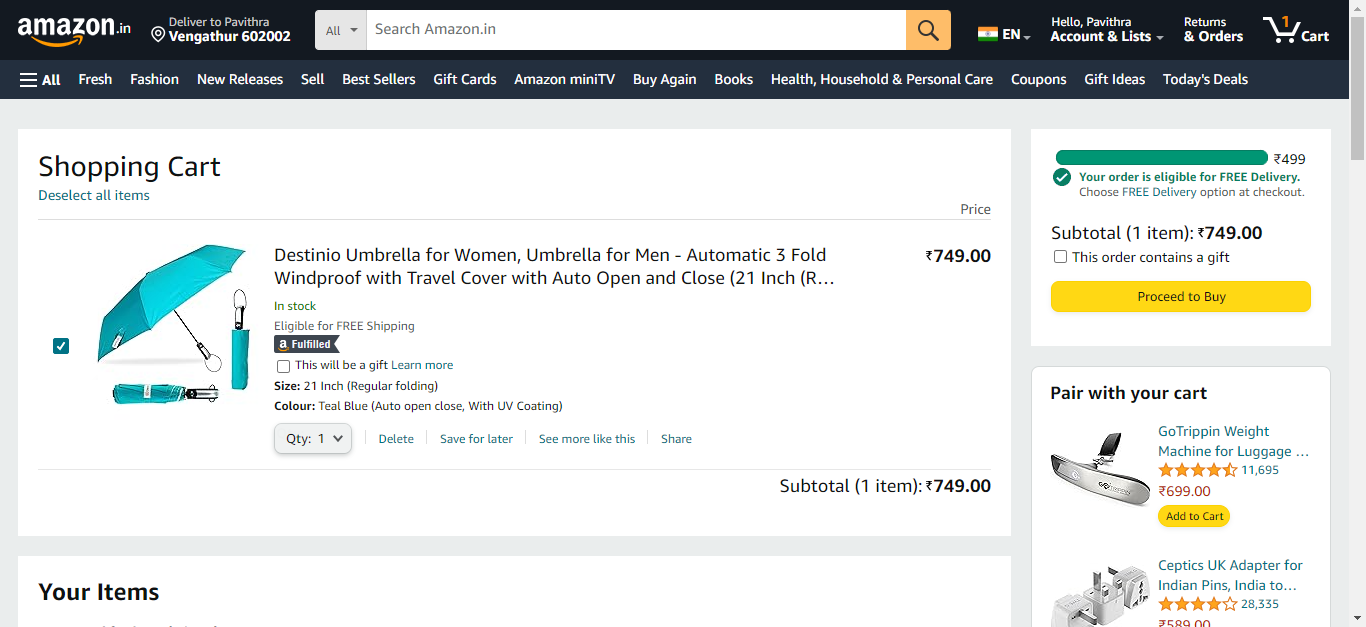 amazon.in
Deliver to Pavithra
Vengathur 602002
All
Search Amazon.in
EN
Hello, Pavithra
Account & Lists
Returns
& Orders
1
Cart
All
Fresh
Fashion
New Releases
Sell
Best Sellers
Gift Cards
Amazon miniTV
Buy Again
Books
Health, Household & Personal Care
Coupons
Gift Ideas
Today's Deals
Shopping Cart
Deselect all items
Price
Destinio Umbrella for Women, Umbrella for Men - Automatic 3 Fold
Windproof with Travel Cover with Auto Open and Close (21 Inch (R…
₹749.00
In stock
Eligible for FREE Shipping
a Fulfilled
This will be a gift Learn more
Size: 21 Inch (Regular folding)
Colour: Teal Blue (Auto open close, With UV Coating)
Qty: 1
Delete
Save for later
See more like this
Share
Subtotal (1 item): ₹749.00
Your Items
₹499
Your order is eligible for FREE Delivery.
Choose FREE Delivery option at checkout.
Subtotal (1 item): ₹749.00
This order contains a gift
Proceed to Buy
Pair with your cart
GoTrippin Weight
Machine for Luggage …
11,695
₹699.00
Add to Cart
Ceptics UK Adapter for
Indian Pins, India to…
28,335
₹589.00